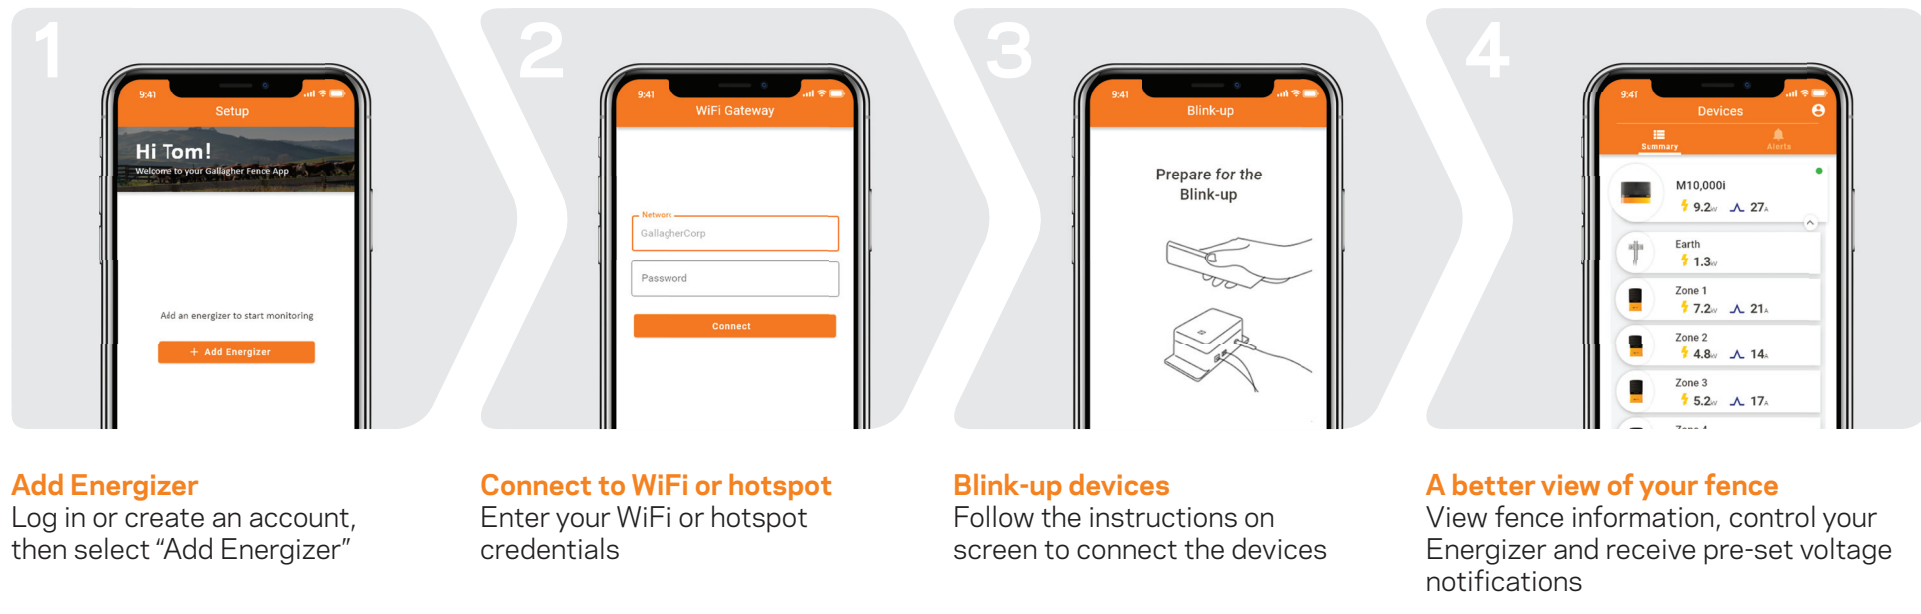 1
9:41
Setup
Hi Tom!
Welcome to your Gallagher Fence App
Add an energizer to start monitoring
+ Add Energizer
Add Energizer
Log in or create an account,
then select “Add Energizer”
2
9:41
WiFi Gateway
Network
GallagherCorp
Password
Connect
Connect to WiFi or hotspot
Enter your WiFi or hotspot
credentials
3
9:41
Blink-up
Prepare for the
Blink-up
Blink-up devices
Follow the instructions on
screen to connect the devices
4
9:41
Devices
Summary Alerts
M10,000i
9.2kV 27A
Earth
1.3kV
Zone 1
7.2kV 21A
Zone 2
4.8kV 14A
Zone 3
5.2kV 17A
A better view of your fence
View fence information, control your
Energizer and receive pre-set voltage
notifications